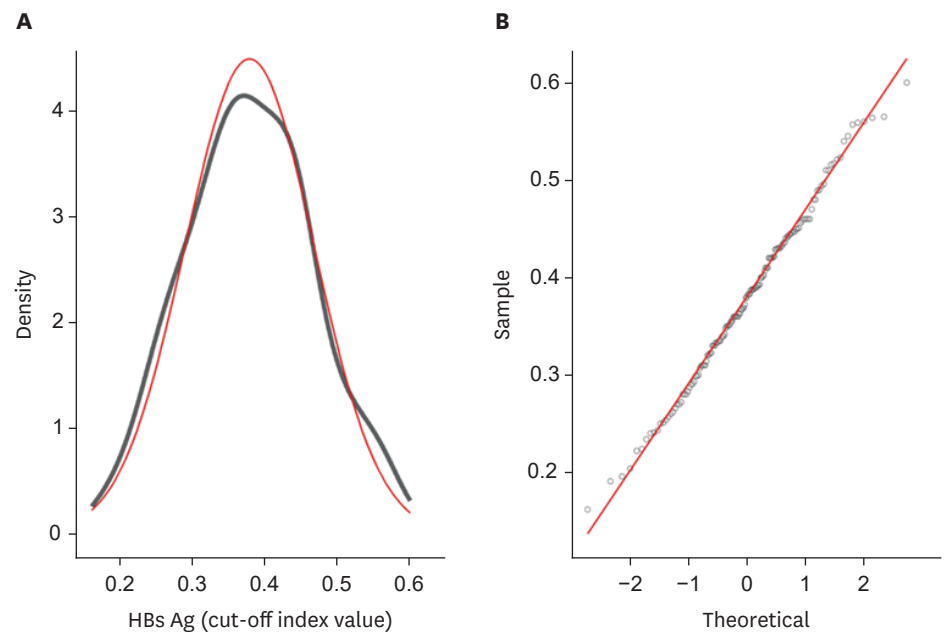 A
Density
4
3
2
1
0
0.2 0.3 0.4 0.5 0.6
HBs Ag (cut-off index value)
B
Sample
0.6
0.5
0.4
0.3
0.2
−2 −1 0 1 2
Theoretical